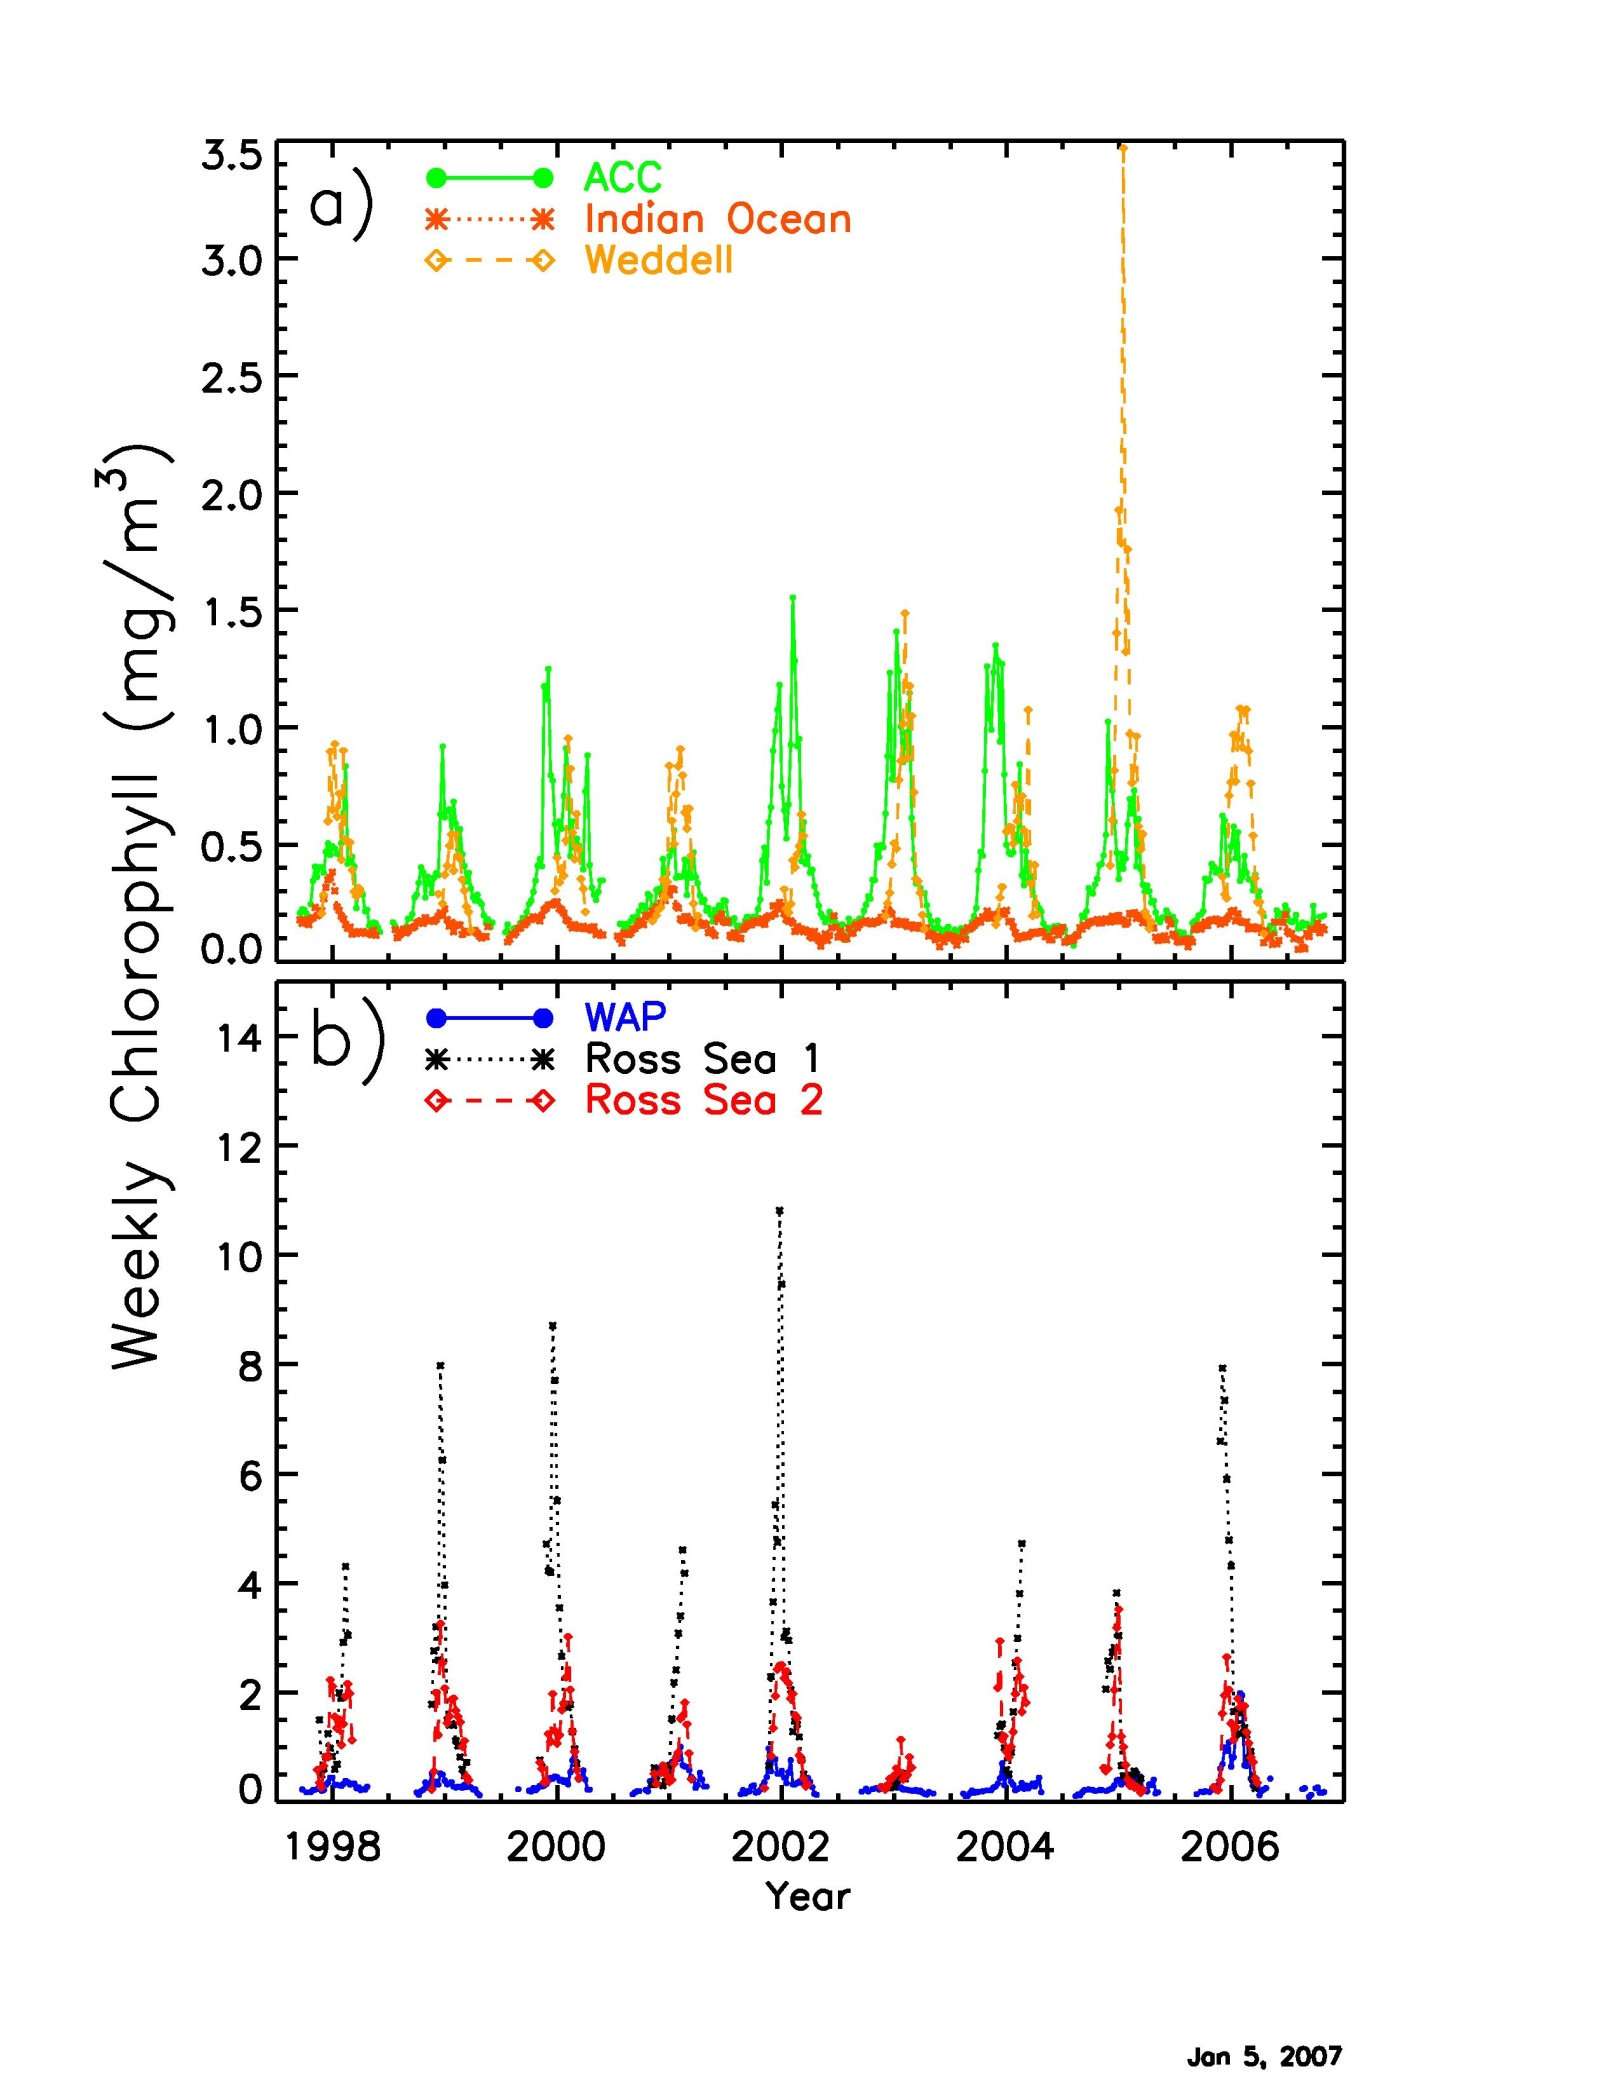 Weekly Chlorophyll (mg/m³)
a)
ACC
Indian Ocean
Weddell
3.5
3.0
2.5
2.0
1.5
1.0
0.5
0.0
b)
WAP
Ross Sea 1
Ross Sea 2
14
12
10
8
6
4
2
0
1998 2000 2002 2004 2006
Year
Jan 5, 2007